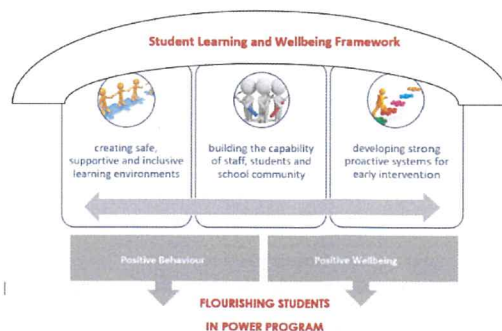 Student Learning and Wellbeing Framework
creating safe,
supportive and inclusive
learning environments
building the capability
of staff, students and
school community
developing strong
proactive systems for
early intervention
Positive Behaviour
Positive Wellbeing
FLOURISHING STUDENTS
IN POWER PROGRAM